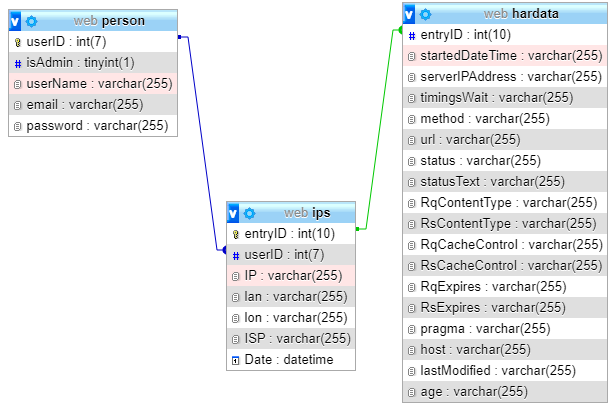 v web person
userID : int(7)
isAdmin : tinyint(1)
userName : varchar(255)
email : varchar(255)
password : varchar(255)
v web ips
entryID : int(10)
userID : int(7)
IP : varchar(255)
lan : varchar(255)
lon : varchar(255)
ISP : varchar(255)
Date : datetime
v web hardata
entryID : int(10)
startedDateTime : varchar(255)
serverIPAddress : varchar(255)
timingsWait : varchar(255)
method : varchar(255)
url : varchar(255)
status : varchar(255)
statusText : varchar(255)
RqContentType : varchar(255)
RsContentType : varchar(255)
RqCacheControl : varchar(255)
RsCacheControl : varchar(255)
RqExpires : varchar(255)
RsExpires : varchar(255)
pragma : varchar(255)
host : varchar(255)
lastModified : varchar(255)
age : varchar(255)